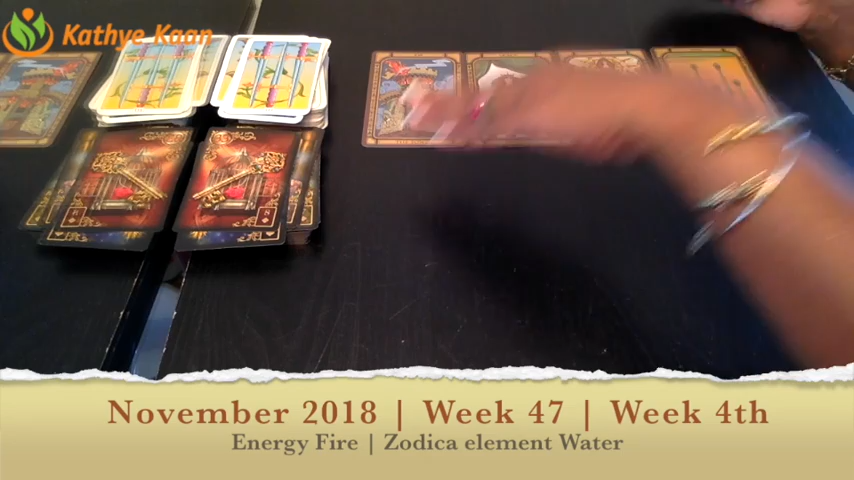 Kathye Kaan
November 2018 | Week 47 | Week 4th
Energy Fire | Zodica element Water